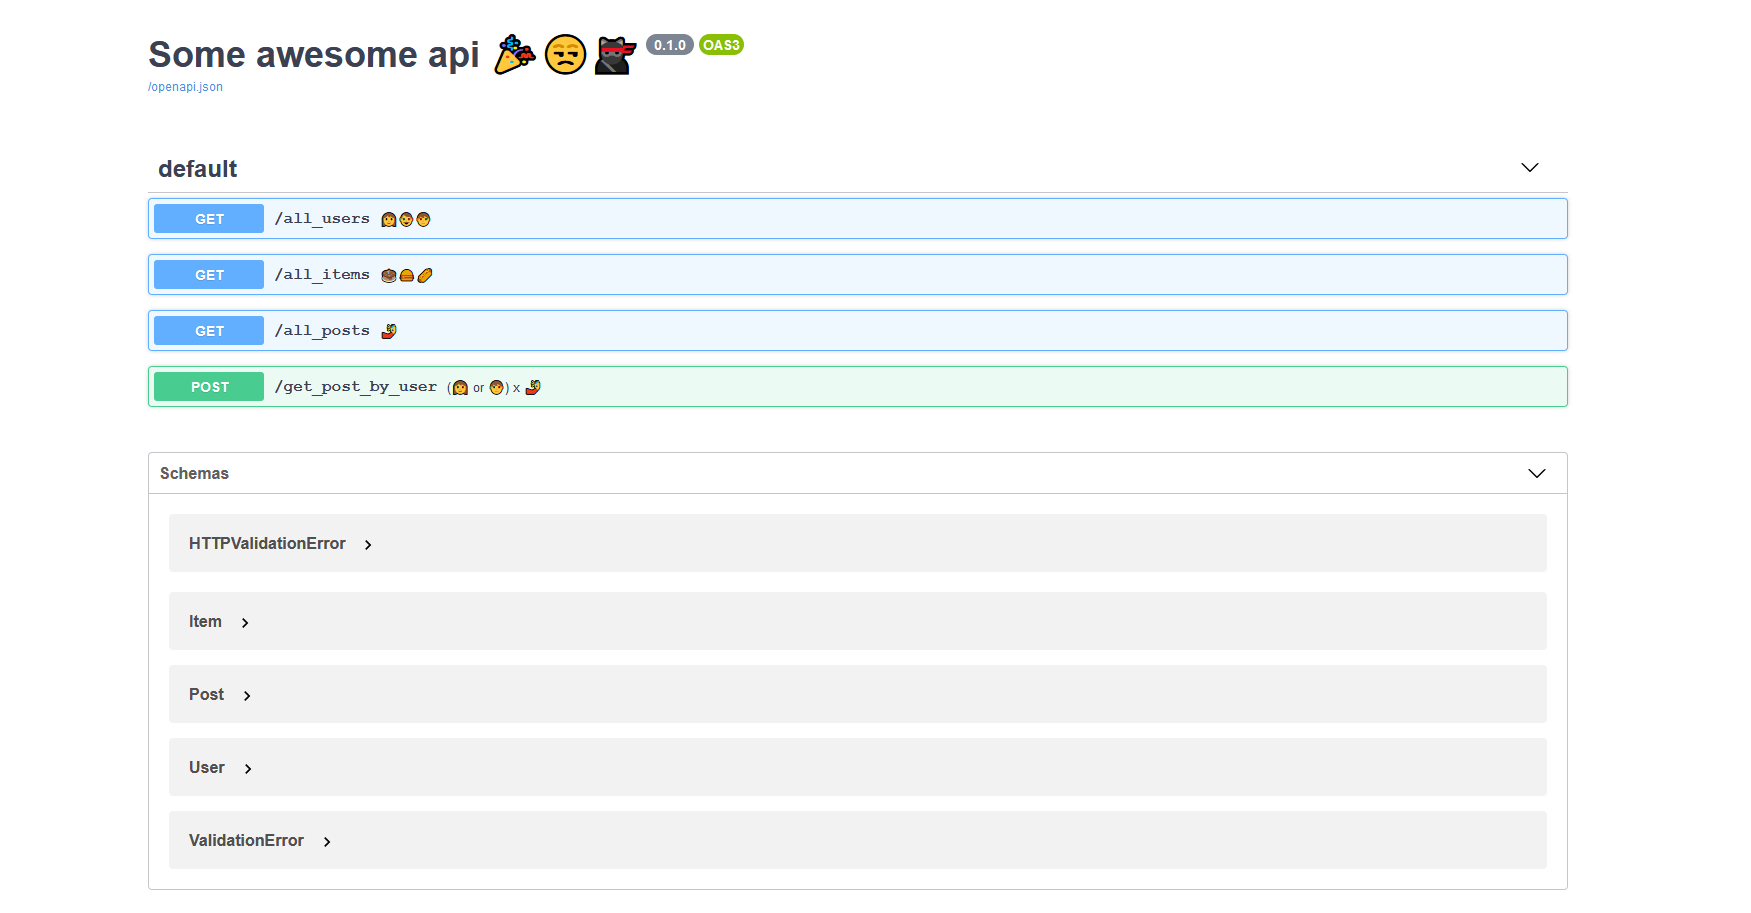 Some awesome api 🎉😒🐱‍👤 0.1.0 OAS3
/openapi.json
default
GET /all_users 👩👨🧑
GET /all_items 🍲🍔🥖
GET /all_posts 🤳
POST /get_post_by_user (👩 or 🧑) x 🤳
Schemas
HTTPValidationError
Item
Post
User
ValidationError